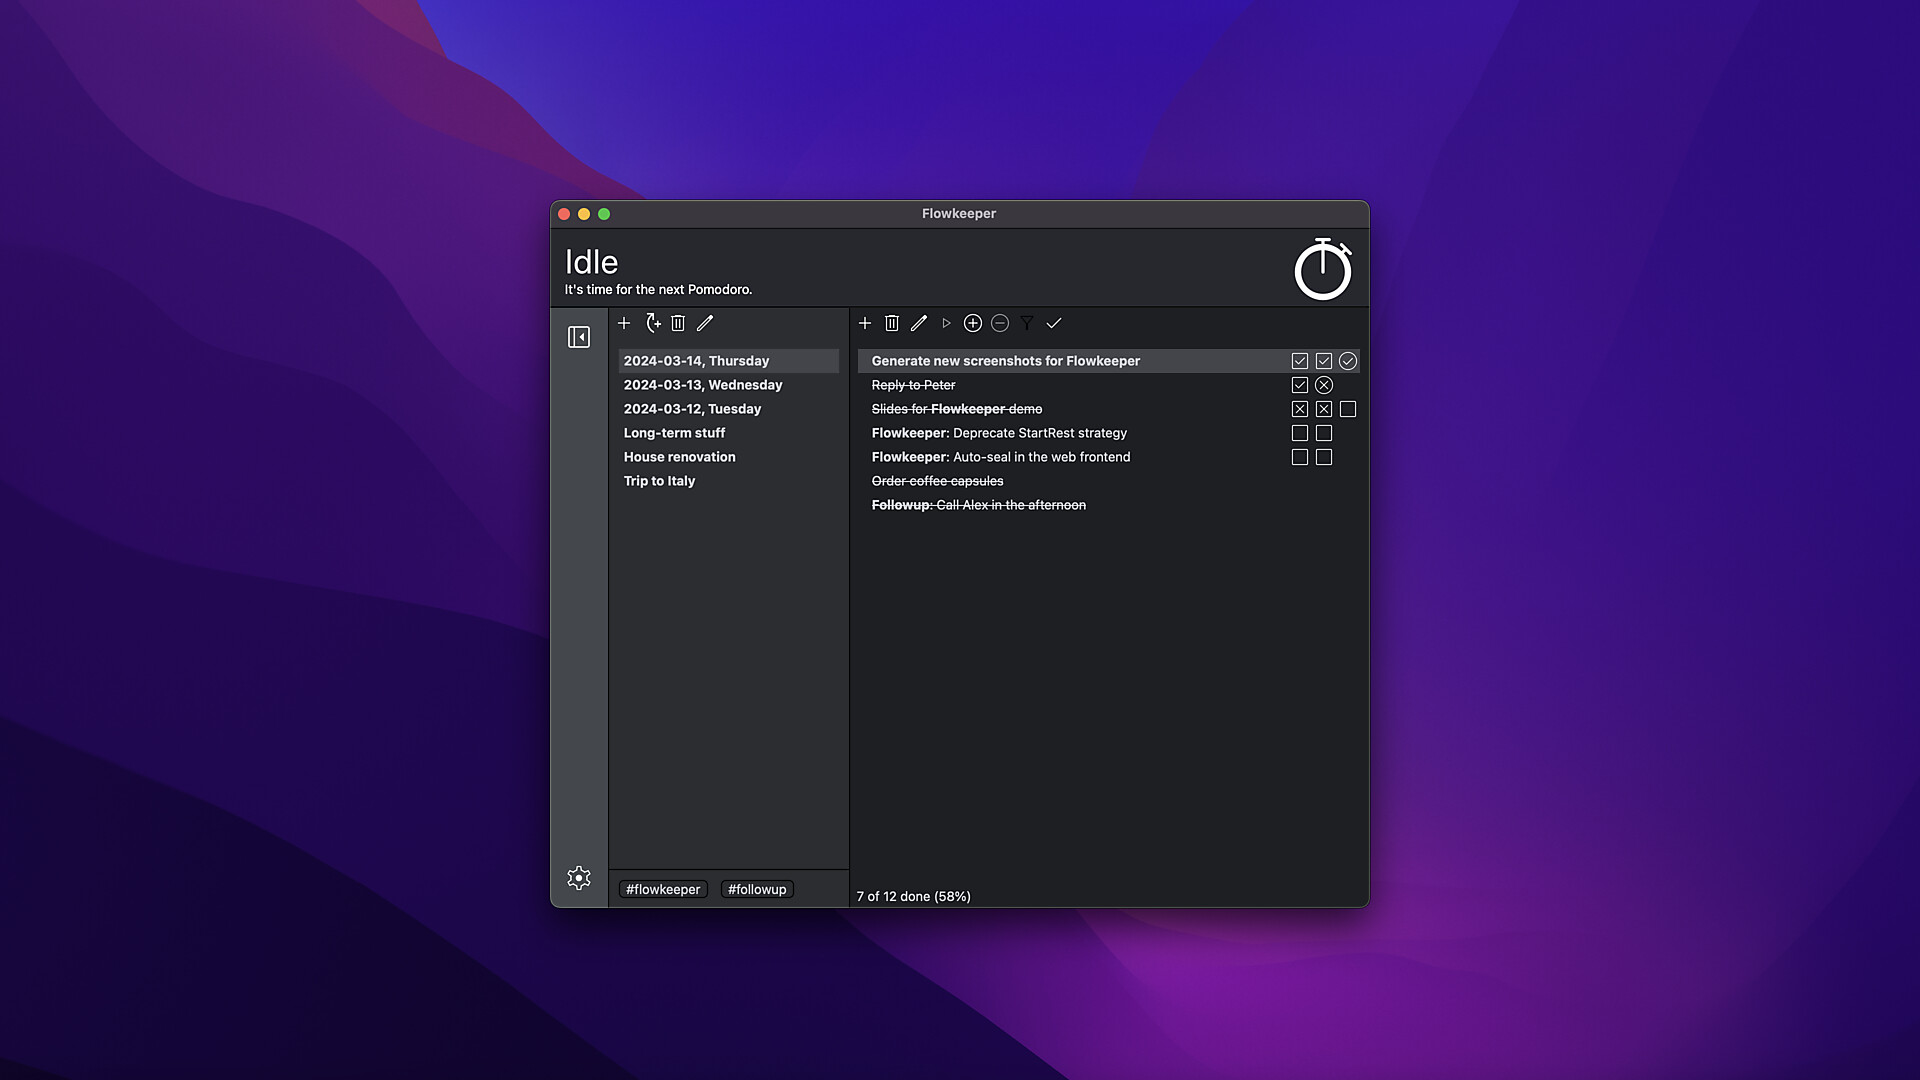 Flowkeeper
Idle
It's time for the next Pomodoro.
2024-03-14, Thursday
2024-03-13, Wednesday
2024-03-12, Tuesday
Long-term stuff
House renovation
Trip to Italy
#flowkeeper #followup
Generate new screenshots for Flowkeeper
Reply to Peter
Slides for Flowkeeper demo
Flowkeeper: Deprecate StartRest strategy
Flowkeeper: Auto-seal in the web frontend
Order coffee capsules
Followup: Call Alex in the afternoon
7 of 12 done (58%)